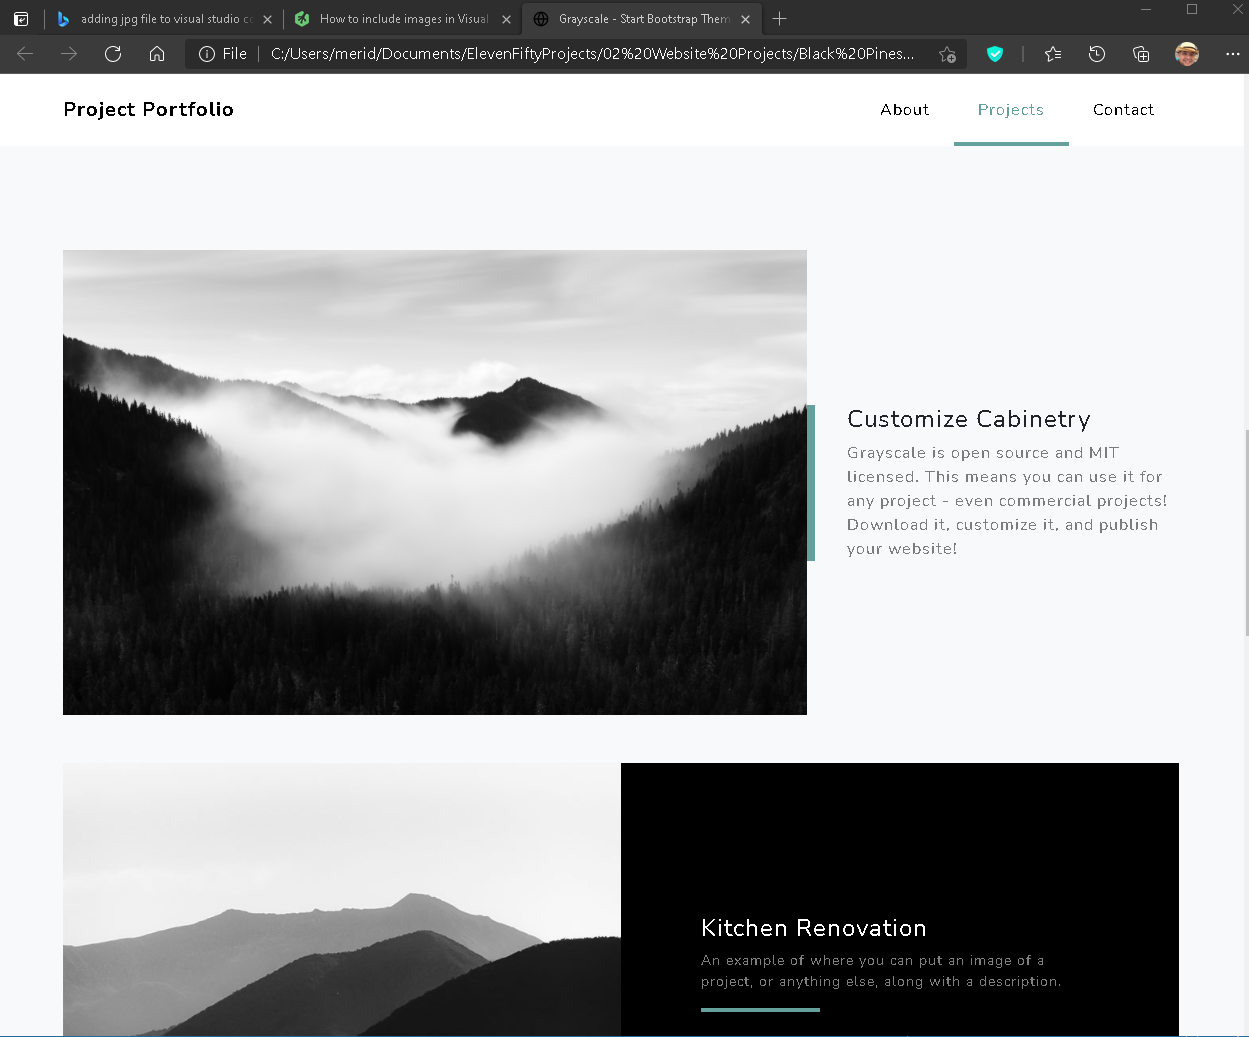 adding jpg file to visual studio co
How to include images in Visual
Grayscale - Start Bootstrap Them
File
C:/Users/merid/Documents/ElevenFiftyProjects/02%20Website%20Projects/Black%20Pines...
Project Portfolio
About
Projects
Contact
Customize Cabinetry
Grayscale is open source and MIT
licensed. This means you can use it for
any project - even commercial projects!
Download it, customize it, and publish
your website!
Kitchen Renovation
An example of where you can put an image of a
project, or anything else, along with a description.